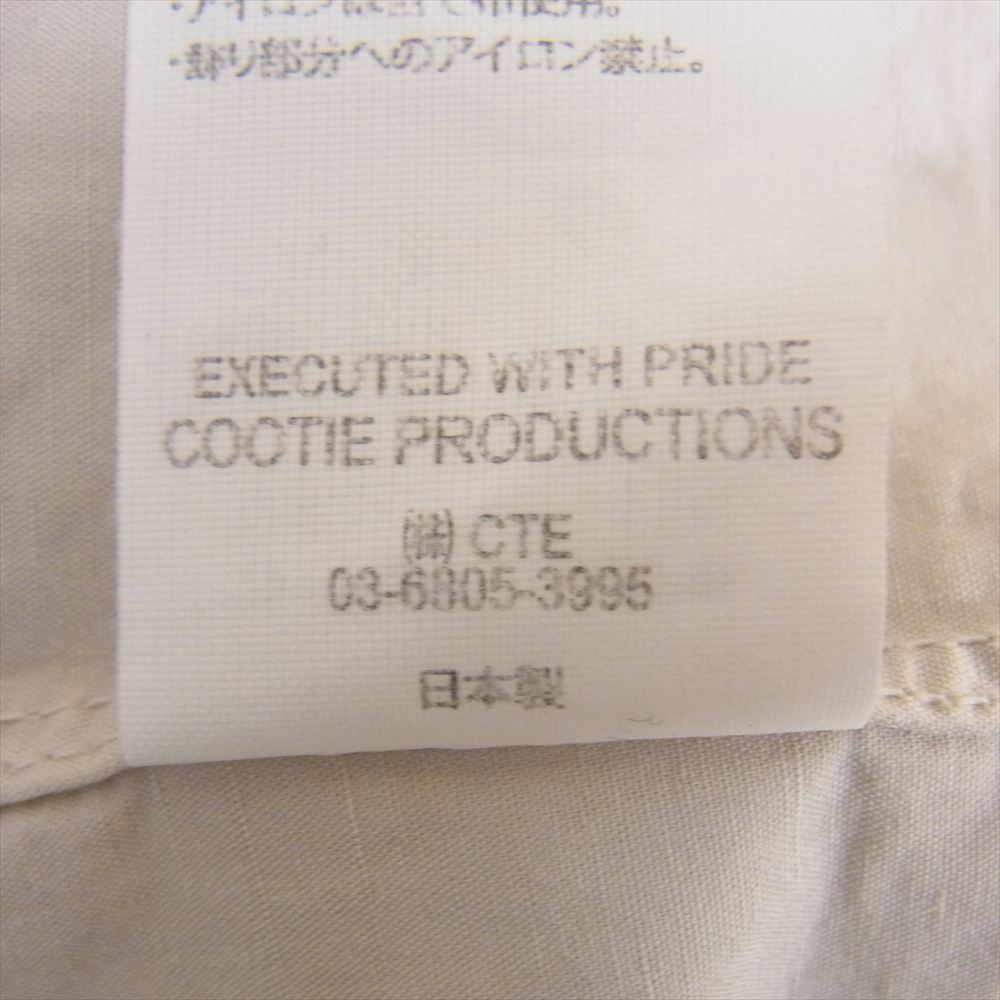 ・アイロンは当て布使用。
・飾り部分へのアイロン禁止。
EXECUTED WITH PRIDE
COOTIE PRODUCTIONS
㈱ CTE
03-6805-3995
日本製